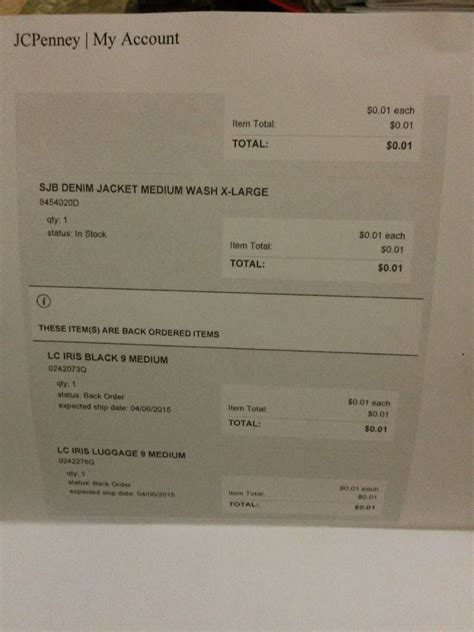 JCPenney | My Account
$0.01 each
Item Total: $0.01
TOTAL: $0.01
SJB DENIM JACKET MEDIUM WASH X-LARGE
8454020D
qty: 1
status: In Stock
$0.01 each
Item Total: $0.01
TOTAL: $0.01
i
THESE ITEM(S) ARE BACK ORDERED ITEMS
LC IRIS BLACK 9 MEDIUM
0242073Q
qty: 1
status: Back Order
expected ship date: 04/06/2015
$0.01 each
Item Total: $0.01
TOTAL: $0.01
LC IRIS LUGGAGE 9 MEDIUM
0242276Q
qty: 1
status: Back Order
expected ship date: 04/06/2015
$0.01 each
Item Total: $0.01
TOTAL: $0.01